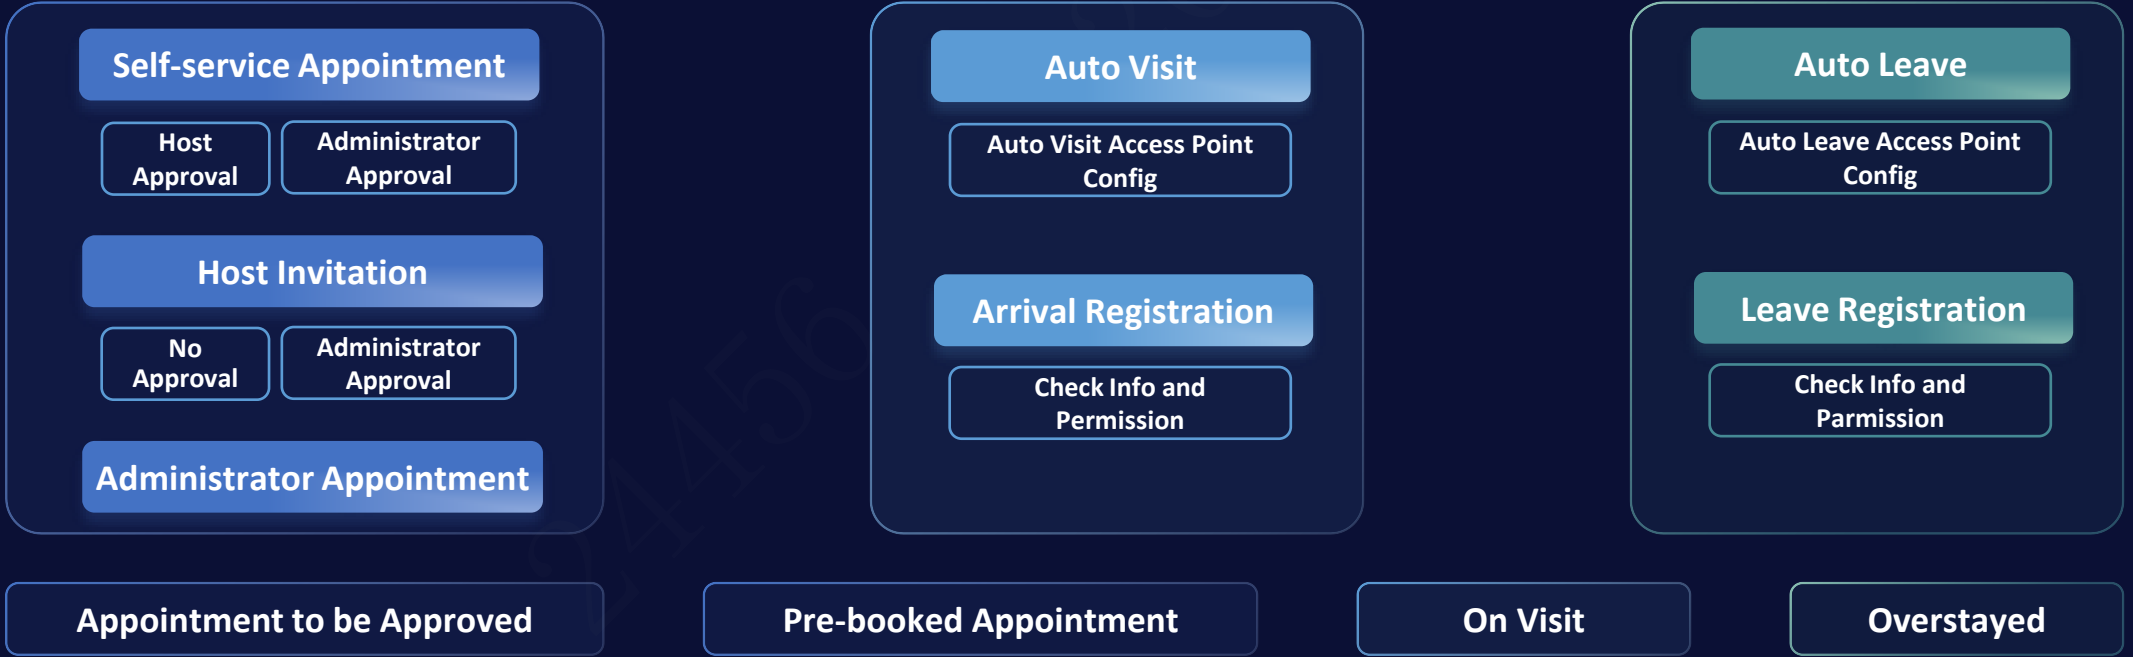 Self-service Appointment
Host
Approval
Administrator
Approval
Host Invitation
No
Approval
Administrator
Approval
Administrator Appointment
Auto Visit
Auto Visit Access Point
Config
Arrival Registration
Check Info and
Permission
Auto Leave
Auto Leave Access Point
Config
Leave Registration
Check Info and
Parmission
Appointment to be Approved
Pre-booked Appointment
On Visit
Overstayed
24456